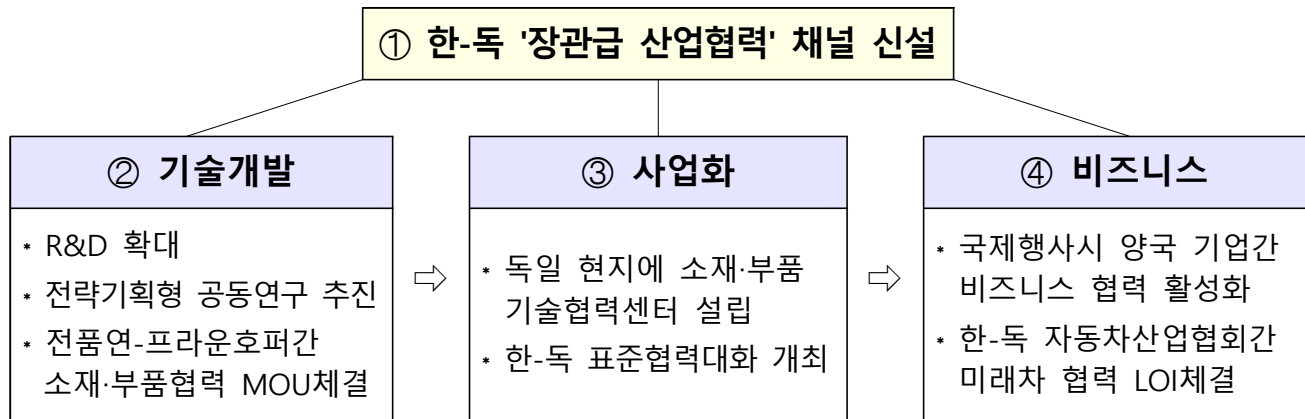 ① 한-독 '장관급 산업협력' 채널 신설
② 기술개발
* R&D 확대
* 전략기획형 공동연구 추진
* 전품연-프라운호퍼간
소재·부품협력 MOU체결
⇨
③ 사업화
* 독일 현지에 소재·부품
기술협력센터 설립
* 한-독 표준협력대화 개최
⇨
④ 비즈니스
* 국제행사시 양국 기업간
비즈니스 협력 활성화
* 한-독 자동차산업협회간
미래차 협력 LOI체결